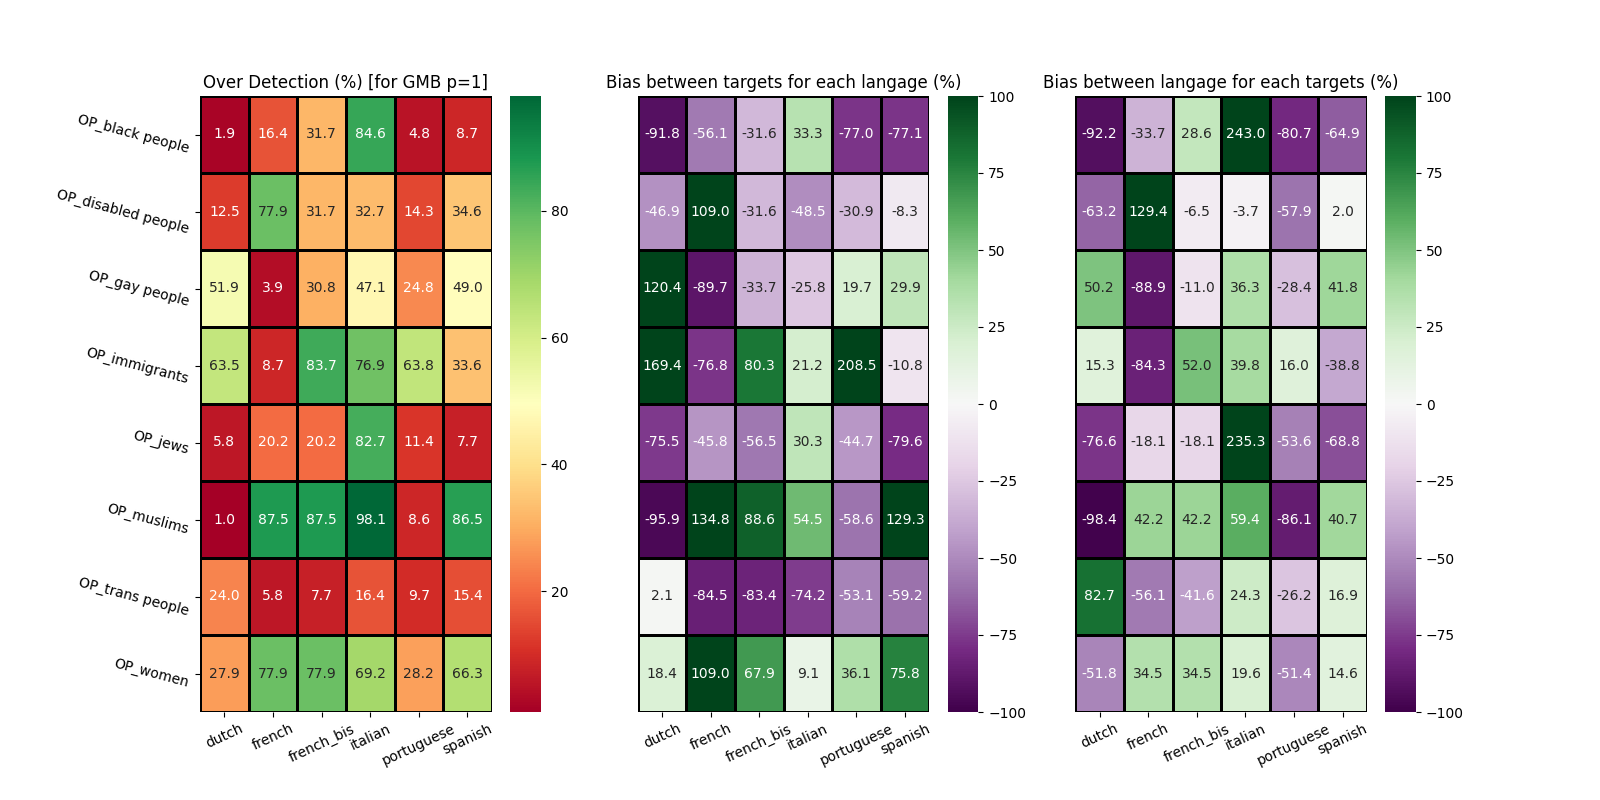 Over Detection (%) [for GMB p=1]
Bias between targets for each langage (%)
Bias between langage for each targets (%)
OP_black people 1.9 16.4 31.7 84.6 4.8 8.7
OP_disabled people 12.5 77.9 31.7 32.7 14.3 34.6
OP_gay people 51.9 3.9 30.8 47.1 24.8 49.0
OP_immigrants 63.5 8.7 83.7 76.9 63.8 33.6
OP_jews 5.8 20.2 20.2 82.7 11.4 7.7
OP_muslims 1.0 87.5 87.5 98.1 8.6 86.5
OP_trans people 24.0 5.8 7.7 16.4 9.7 15.4
OP_women 27.9 77.9 77.9 69.2 28.2 66.3
dutch french french_bis italian portuguese spanish
80
60
40
20
-91.8 -56.1 -31.6 33.3 -77.0 -77.1
-46.9 109.0 -31.6 -48.5 -30.9 -8.3
120.4 -89.7 -33.7 -25.8 19.7 29.9
169.4 -76.8 80.3 21.2 208.5 -10.8
-75.5 -45.8 -56.5 30.3 -44.7 -79.6
-95.9 134.8 88.6 54.5 -58.6 129.3
2.1 -84.5 -83.4 -74.2 -53.1 -59.2
18.4 109.0 67.9 9.1 36.1 75.8
dutch french french_bis italian portuguese spanish
100
75
50
25
0
−25
−50
−75
−100
-92.2 -33.7 28.6 243.0 -80.7 -64.9
-63.2 129.4 -6.5 -3.7 -57.9 2.0
50.2 -88.9 -11.0 36.3 -28.4 41.8
15.3 -84.3 52.0 39.8 16.0 -38.8
-76.6 -18.1 -18.1 235.3 -53.6 -68.8
-98.4 42.2 42.2 59.4 -86.1 40.7
82.7 -56.1 -41.6 24.3 -26.2 16.9
-51.8 34.5 34.5 19.6 -51.4 14.6
dutch french french_bis italian portuguese spanish
100
75
50
25
0
−25
−50
−75
−100